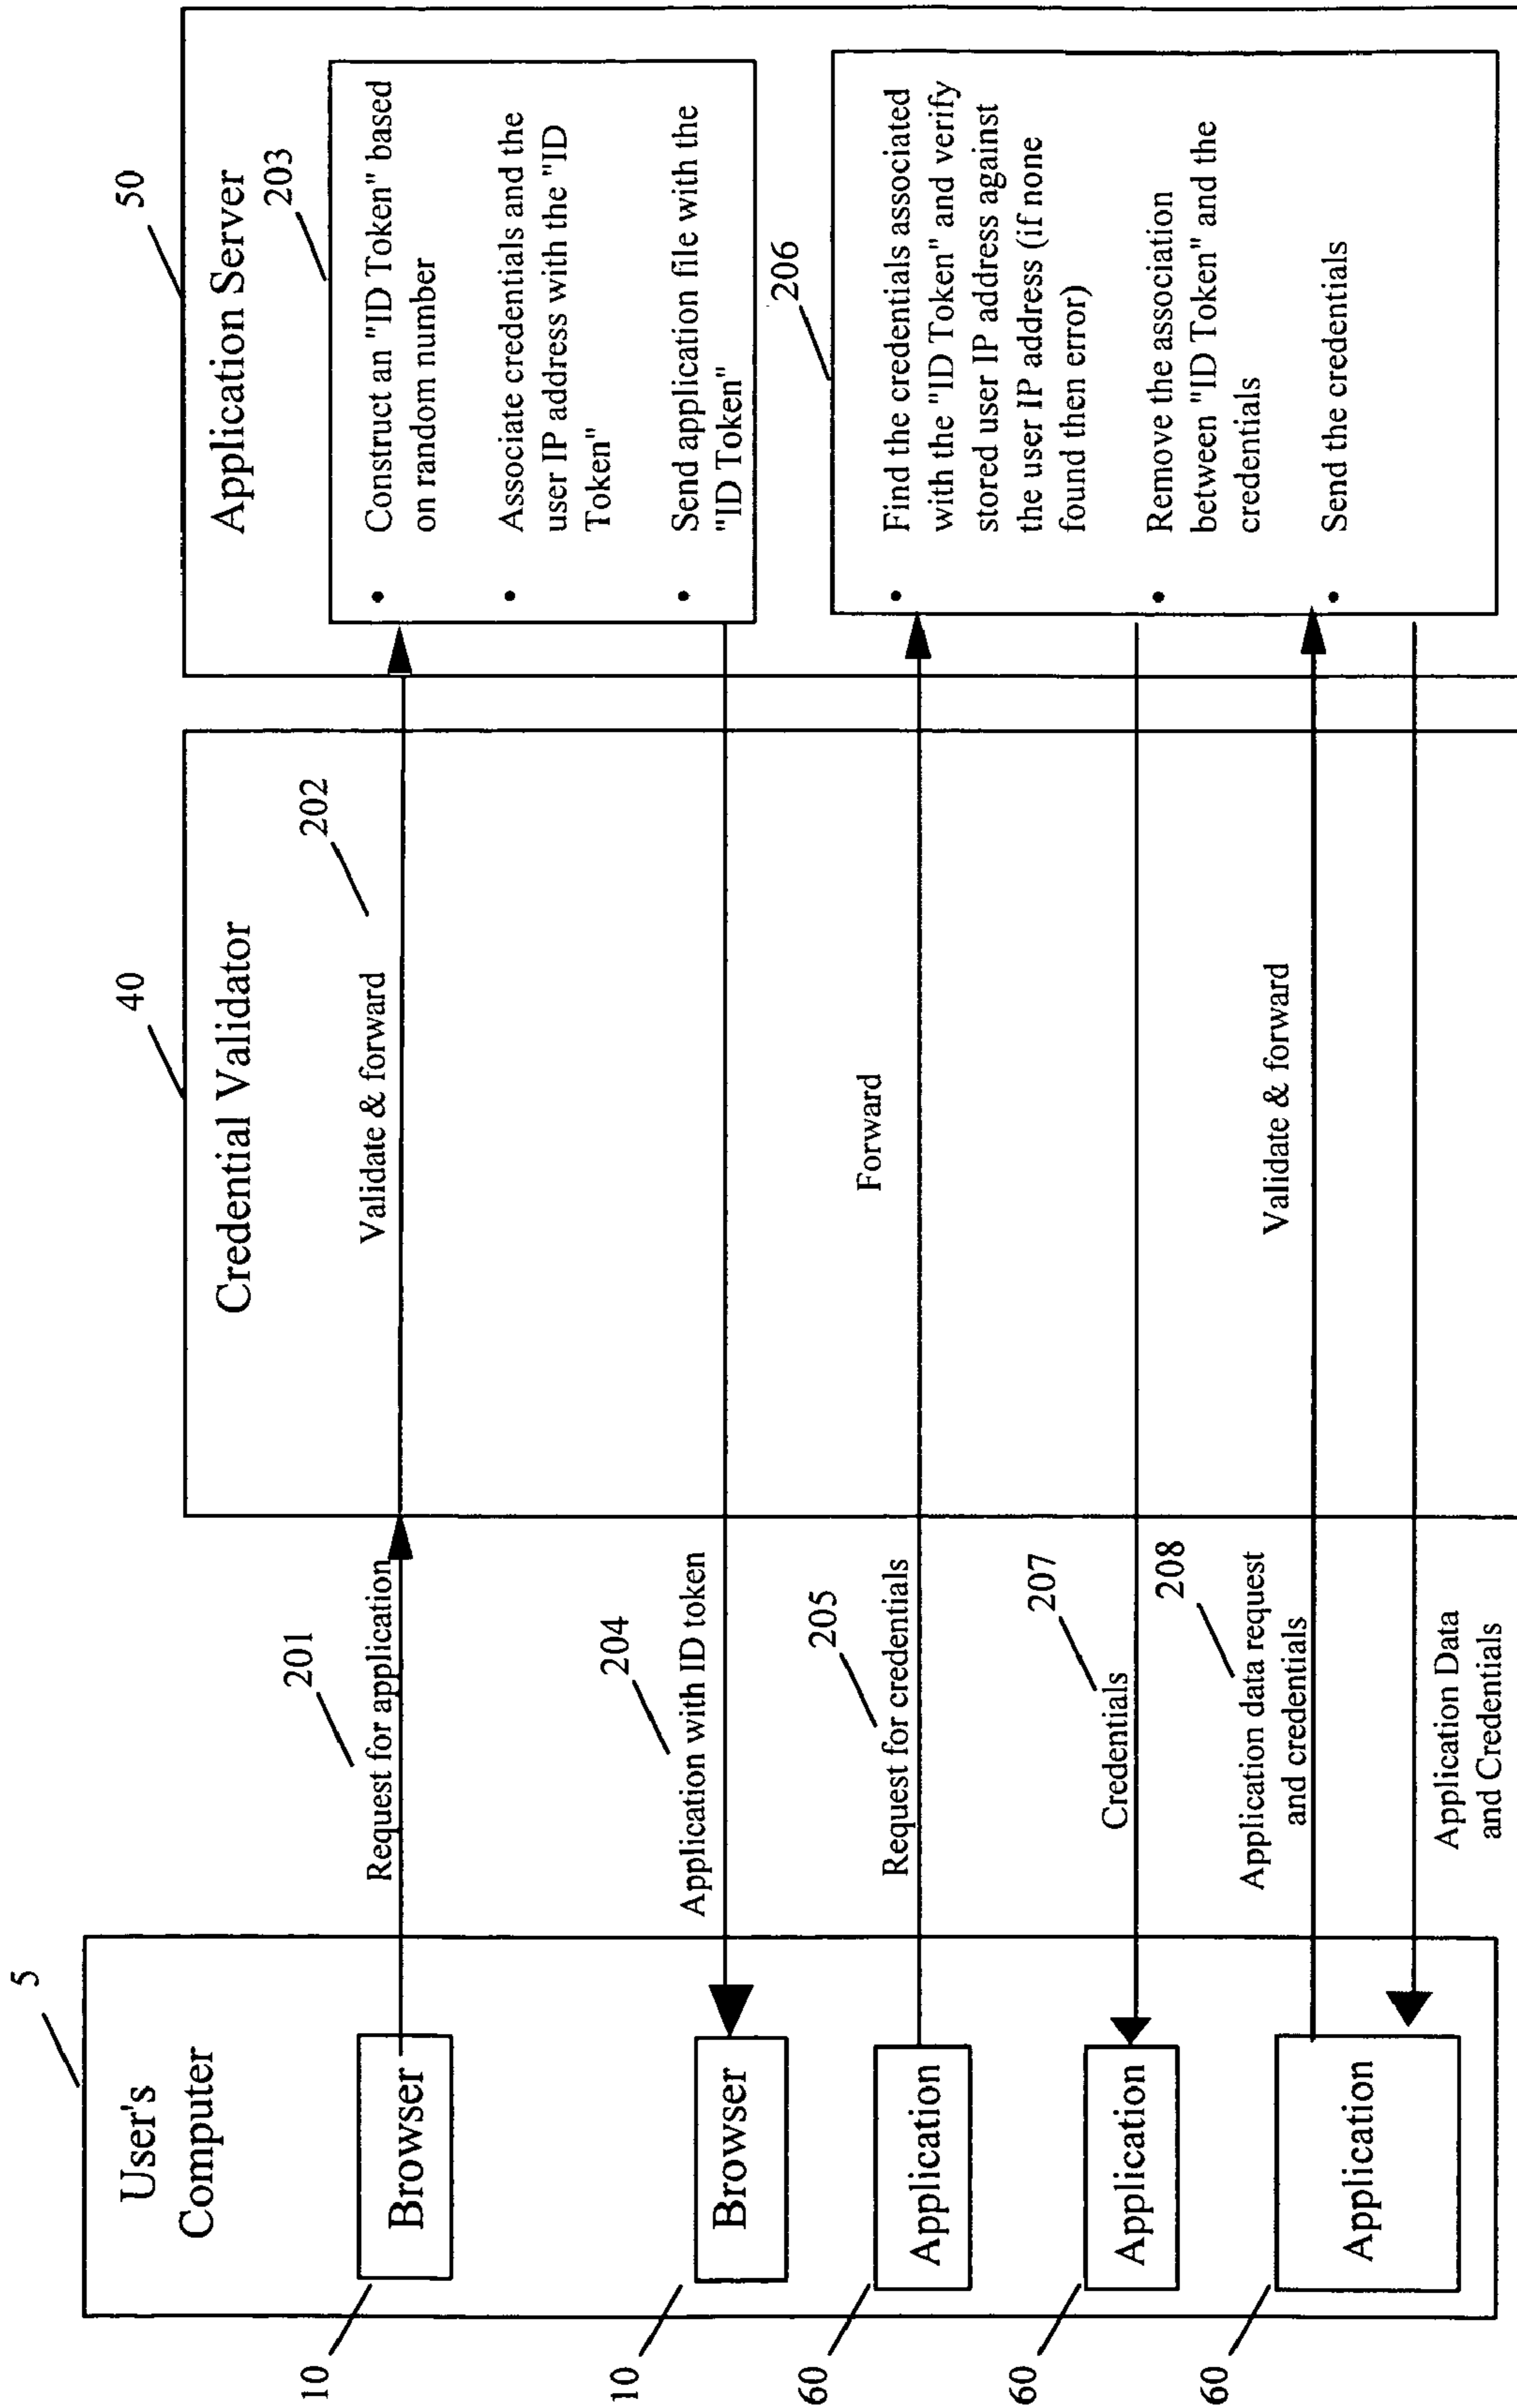 5
User's
Computer
40
Credential Validator
50
Application Server
10
Browser
201
Request for application
Validate & forward
202
203
• Construct an "ID Token" based
on random number
• Associate credentials and the
user IP address with the "ID
Token"
• Send application file with the
"ID Token"
10
Browser
204
Application with ID token
60
Application
205
Request for credentials
Forward
206
• Find the credentials associated
with the "ID Token" and verify
stored user IP address against
the user IP address (if none
found then error)
• Remove the association
between "ID Token" and the
credentials
• Send the credentials
60
Application
207
Credentials
60
Application
208
Application data request
and credentials
Validate & forward
Application Data
and Credentials